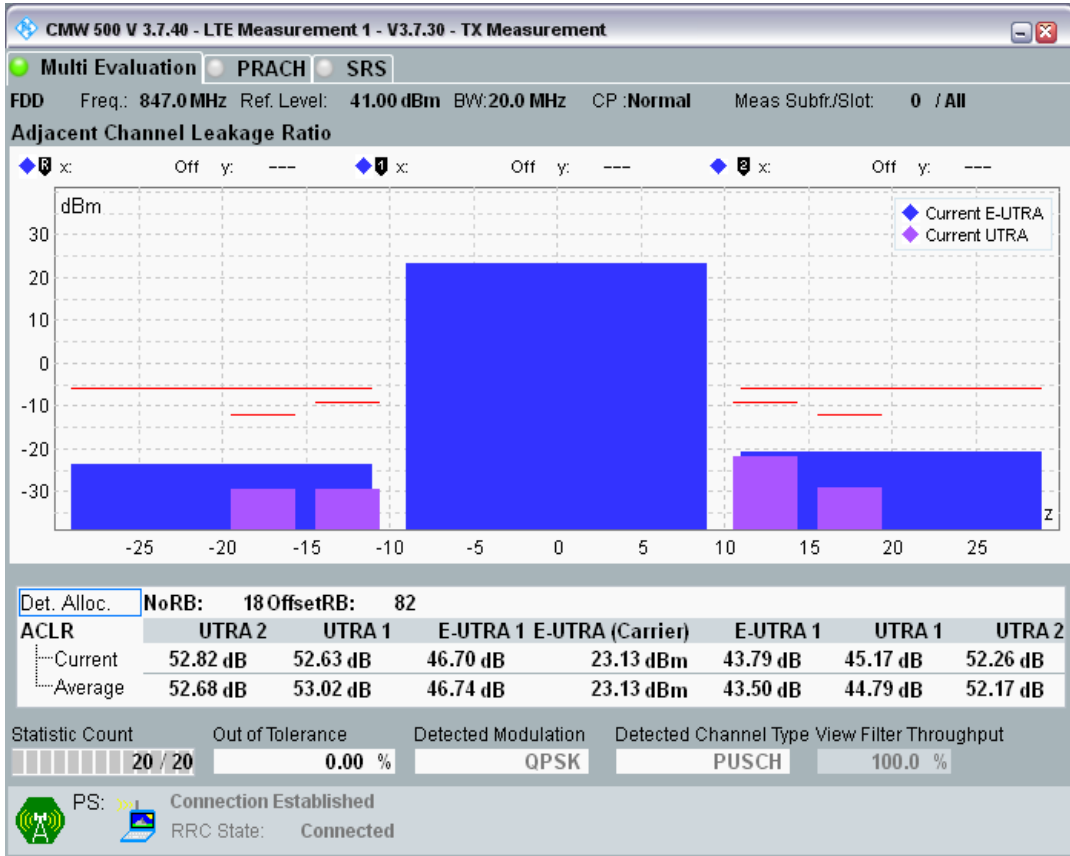 CMW 500 V 3.7.40 - LTE Measurement 1 - V3.7.30 - TX Measurement
Multi Evaluation PRACH SRS
FDD Freq.: 847.0 MHz Ref. Level: 41.00 dBm BW: 20.0 MHz CP :Normal Meas Subfr./Slot: 0 / All
Adjacent Channel Leakage Ratio
R x: Off y: --- 1 x: Off y: --- 2 x: Off y: ---
dBm
Current E-UTRA
Current UTRA
30
20
10
0
-10
-20
-30
z
-25 -20 -15 -10 -5 0 5 10 15 20 25
Det. Alloc. NoRB: 18 OffsetRB: 82
ACLR UTRA 2 UTRA 1 E-UTRA 1 E-UTRA (Carrier) E-UTRA 1 UTRA 1 UTRA 2
Current 52.82 dB 52.63 dB 46.70 dB 23.13 dBm 43.79 dB 45.17 dB 52.26 dB
Average 52.68 dB 53.02 dB 46.74 dB 23.13 dBm 43.50 dB 44.79 dB 52.17 dB
Statistic Count Out of Tolerance Detected Modulation Detected Channel Type View Filter Throughput
20 / 20 0.00 % QPSK PUSCH 100.0 %
PS: Connection Established
RRC State: Connected